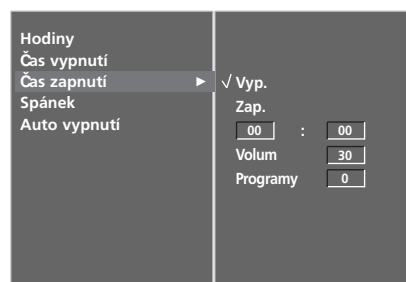 Hodiny
Čas vypnutí
Čas zapnutí ►
Spánek
Auto vypnutí
√ Vyp.
Zap.
00 : 00
Volum 30
Programy 0